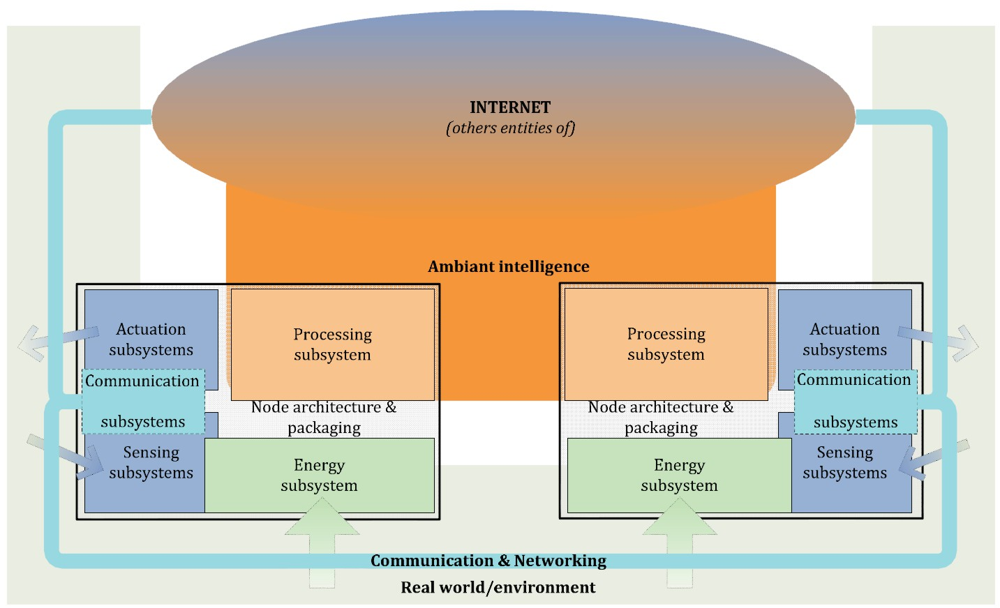 INTERNET
(others entities of)
Ambiant intelligence
Actuation
subsystems
Processing
subsystem
Communication
subsystems
Node architecture &
packaging
Sensing
subsystems
Energy
subsystem
Processing
subsystem
Actuation
subsystems
Communication
subsystems
Node architecture &
packaging
Energy
subsystem
Sensing
subsystems
Communication & Networking
Real world/environment